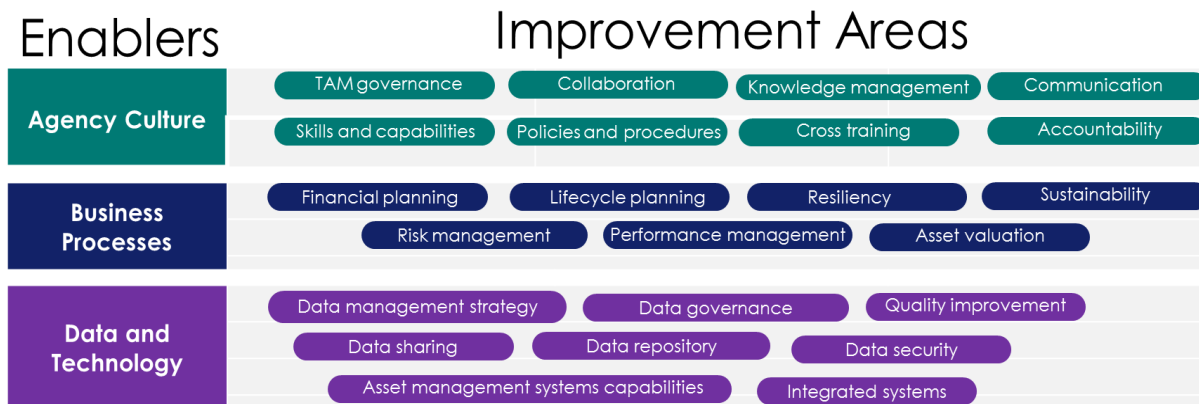 Enablers
Improvement Areas
Agency Culture
TAM governance
Collaboration
Knowledge management
Communication
Skills and capabilities
Policies and procedures
Cross training
Accountability
Business
Processes
Financial planning
Lifecycle planning
Resiliency
Sustainability
Risk management
Performance management
Asset valuation
Data and
Technology
Data management strategy
Data governance
Quality improvement
Data sharing
Data repository
Data security
Asset management systems capabilities
Integrated systems